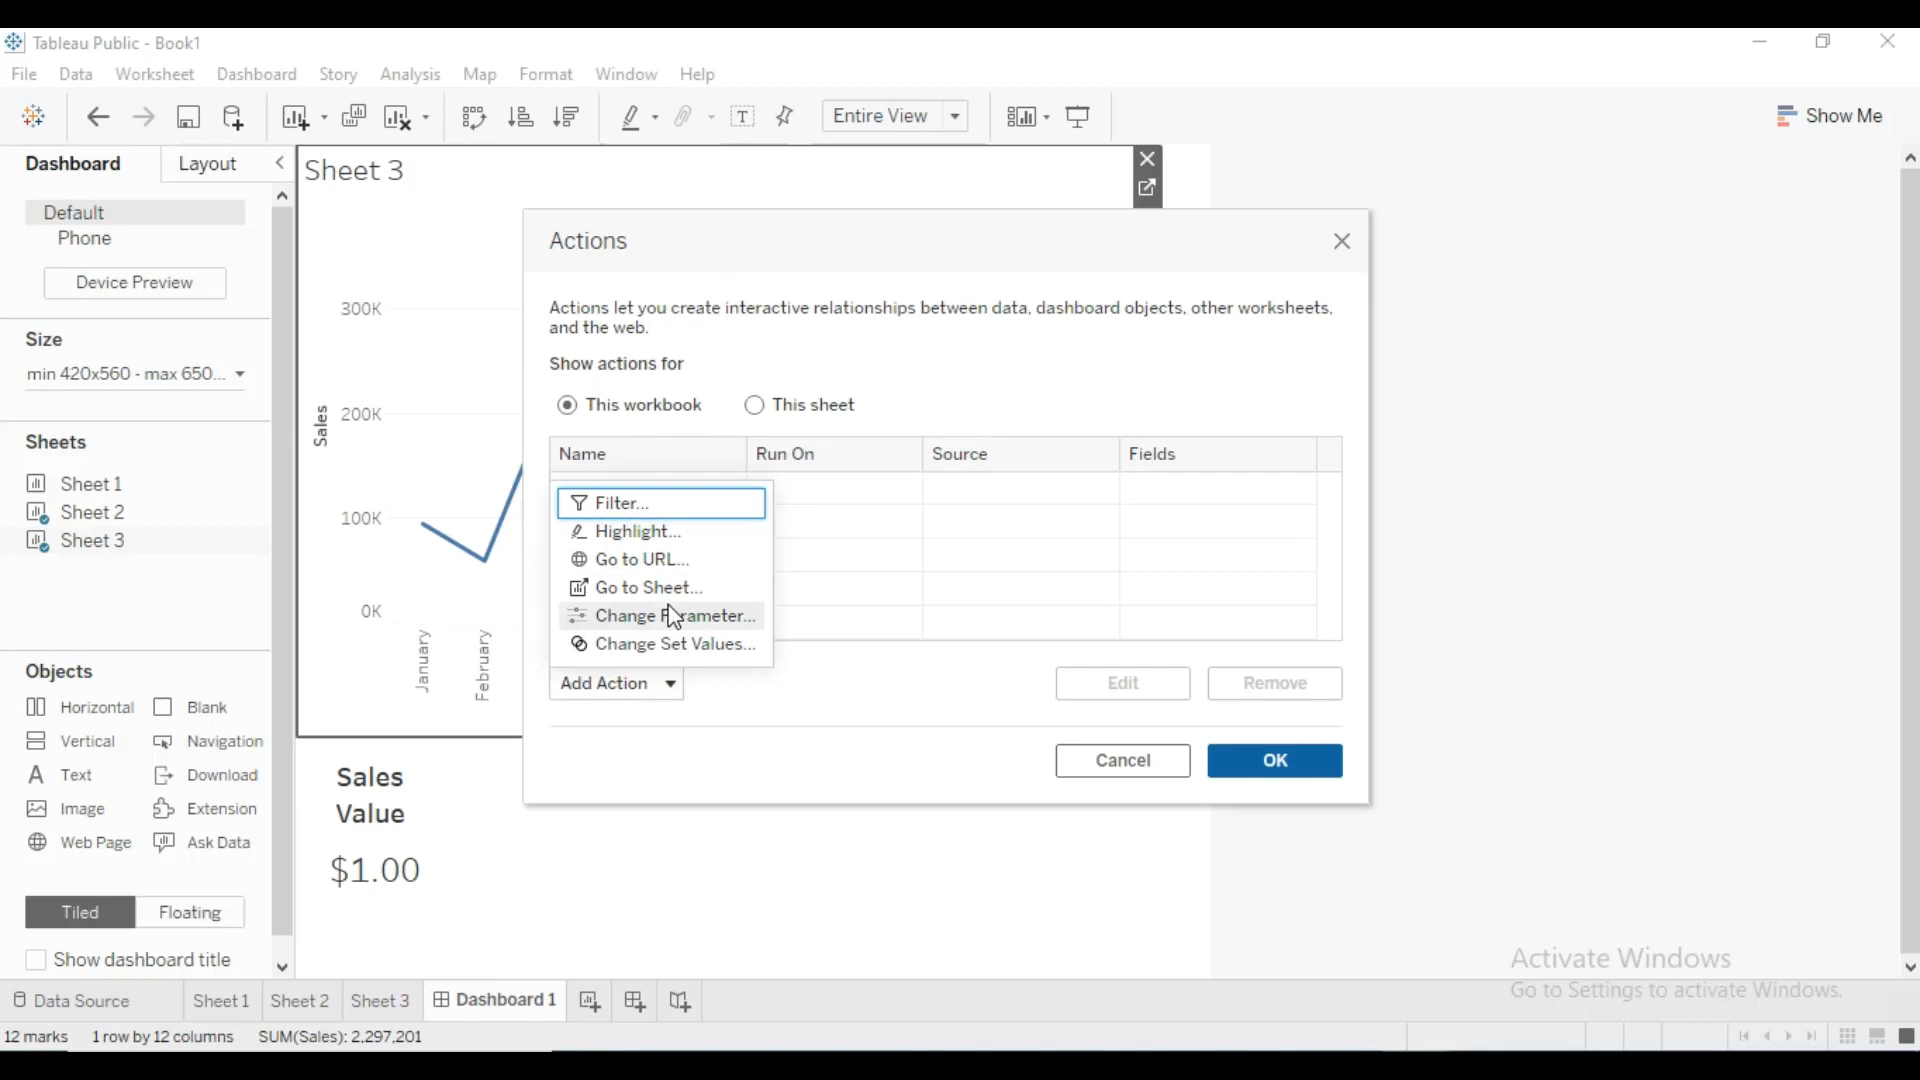 Tableau Public - Book1
File Data Worksheet Dashboard Story Analysis Map Format Window Help
Entire View
Show Me
Dashboard Layout
Default
Phone
Device Preview
Size
min 420x560 - max 650...
Sheets
Sheet 1
Sheet 2
Sheet 3
Objects
Horizontal Blank
Vertical Navigation
Text Download
Image Extension
Web Page Ask Data
Tiled Floating
Show dashboard title
Sheet 3
Sales
300K
200K
100K
0K
January
February
Sales
Value
$1.00
Actions
Actions let you create interactive relationships between data, dashboard objects, other worksheets,
and the web.
Show actions for
This workbook This sheet
Name Run On Source Fields
Filter...
Highlight...
Go to URL...
Go to Sheet...
Change Parameter...
Change Set Values...
Add Action Edit Remove
Cancel OK
Activate Windows
Go to Settings to activate Windows.
Data Source Sheet 1 Sheet 2 Sheet 3 Dashboard 1
12 marks 1 row by 12 columns SUM(Sales): 2,297,201